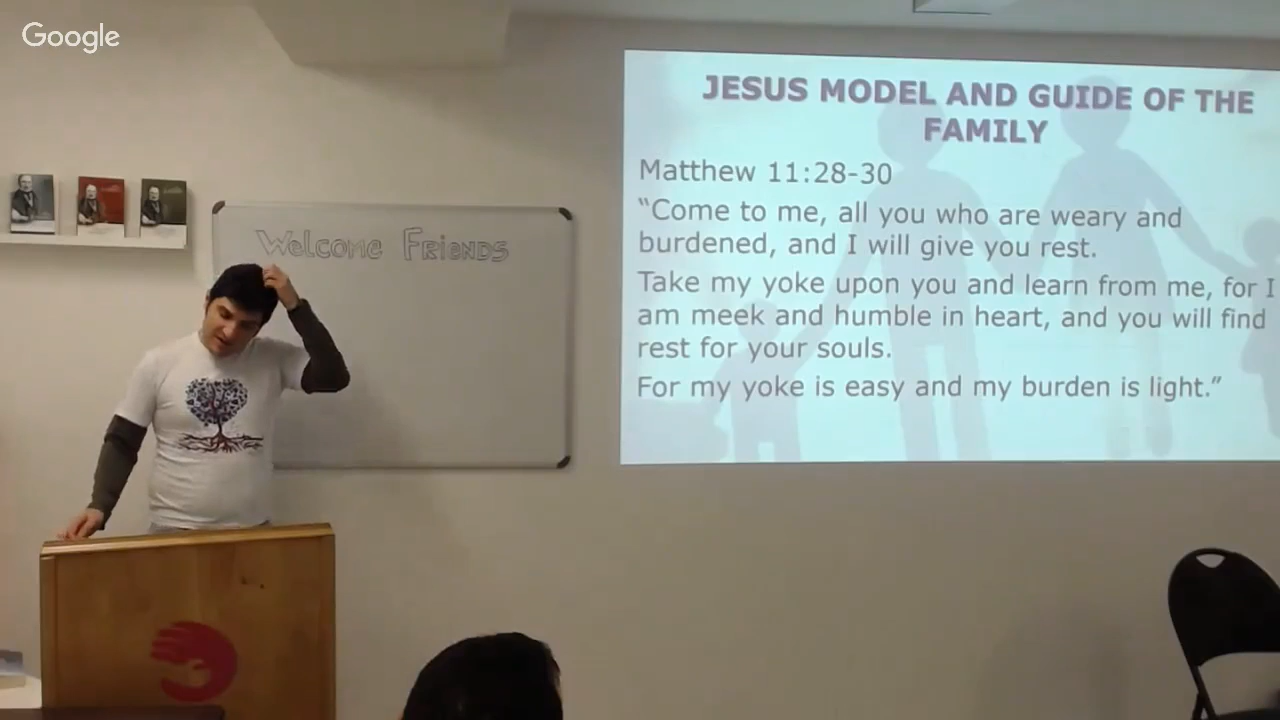 Google
Welcome Friends
JESUS MODEL AND GUIDE OF THE
FAMILY
Matthew 11:28-30
“Come to me, all you who are weary and
burdened, and I will give you rest.
Take my yoke upon you and learn from me, for I
am meek and humble in heart, and you will find
rest for your souls.
For my yoke is easy and my burden is light.”